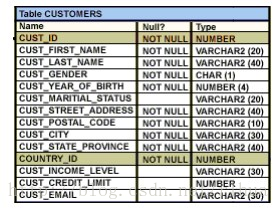 Table CUSTOMERS
Name Null? Type
CUST_ID NOT NULL NUMBER
CUST_FIRST_NAME NOT NULL VARCHAR2 (20)
CUST_LAST_NAME NOT NULL VARCHAR2 (40)
CUST_GENDER NOT NULL CHAR (1)
CUST_YEAR_OF_BIRTH NOT NULL NUMBER (4)
CUST_MARITIAL_STATUS VARCHAR2 (20)
CUST_STREET_ADDRESS NOT NULL VARCHAR2 (40)
CUST_POSTAL_CODE NOT NULL VARCHAR2 (10)
CUST_CITY NOT NULL VARCHAR2 (30)
CUST_STATE_PROVINCE NOT NULL VARCHAR2 (40)
COUNTRY_ID NOT NULL NUMBER
CUST_INCOME_LEVEL VARCHAR2 (30)
CUST_CREDIT_LIMIT NUMBER
CUST_EMAIL VARCHAR2 (30)